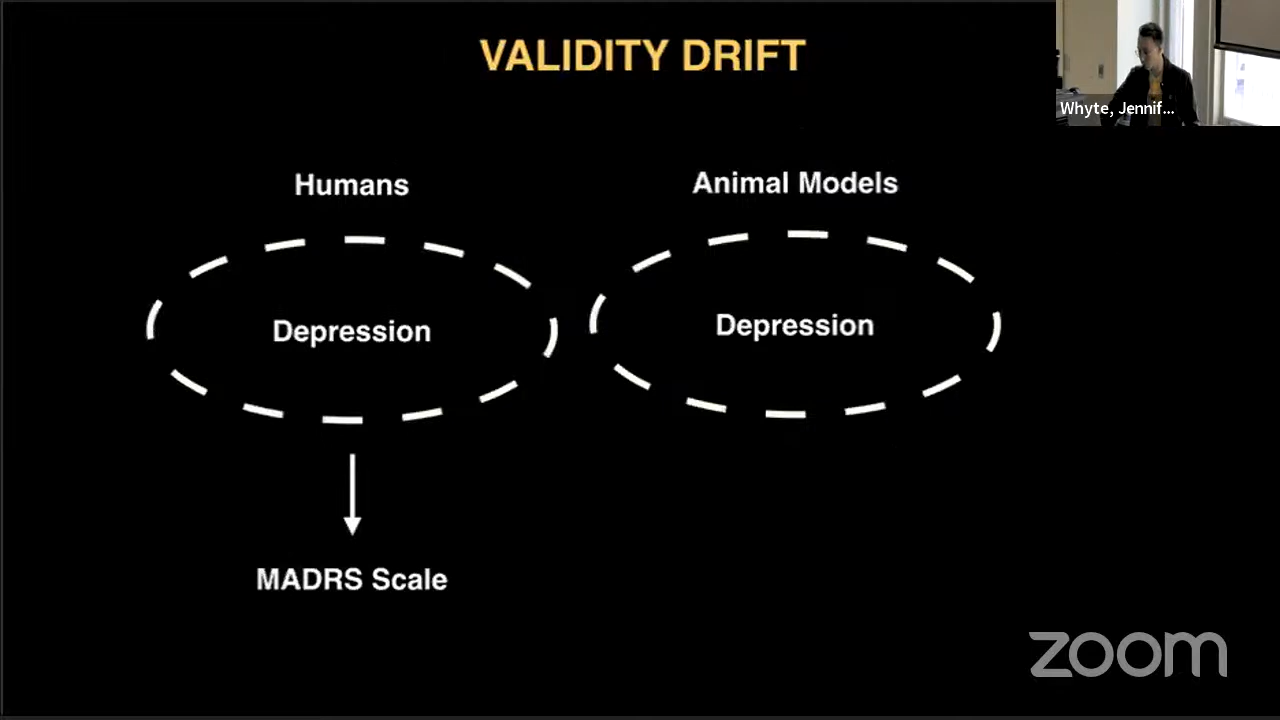 VALIDITY DRIFT
Whyte, Jennif...
Humans
Animal Models
Depression
Depression
MADRS Scale
zoom